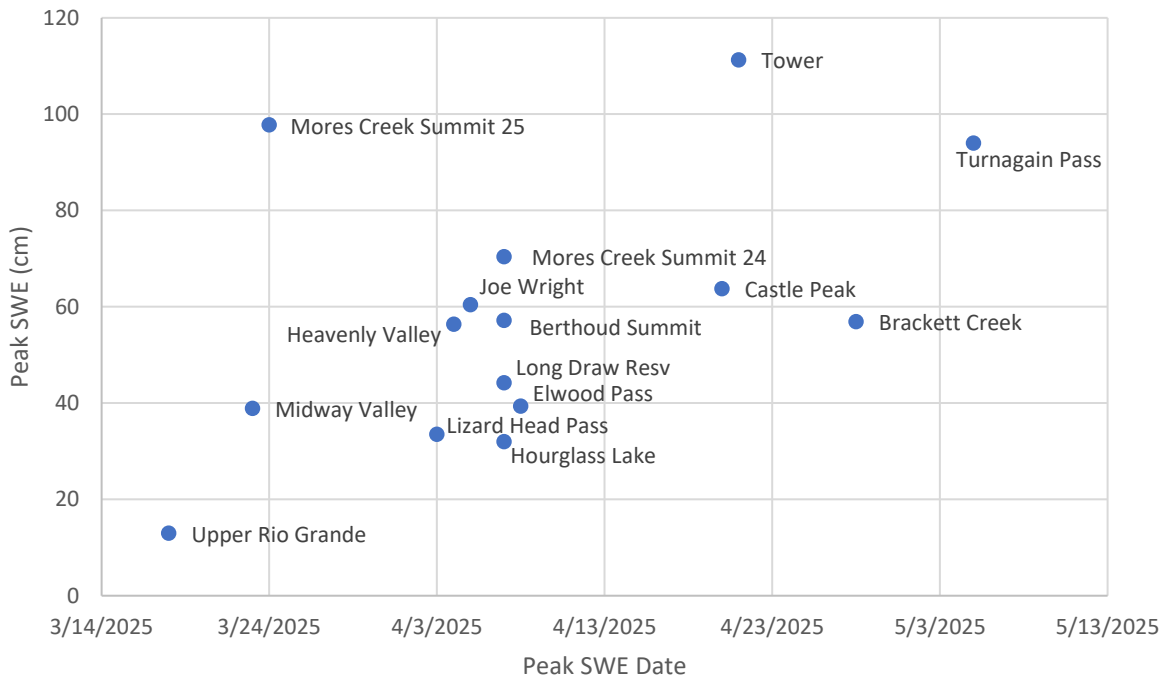 120
Tower
100
Mores Creek Summit 25
Turnagain Pass
80
Mores Creek Summit 24
Joe Wright
Castle Peak
60
Brackett Creek
Berthoud Summit
Heavenly Valley
Long Draw Resv
Elwood Pass
40
Midway Valley
Lizard Head Pass
Hourglass Lake
20
Upper Rio Grande
0
3/14/2025 3/24/2025 4/3/2025 4/13/2025 4/23/2025 5/3/2025 5/13/2025
Peak SWE Date
Peak SWE (cm)